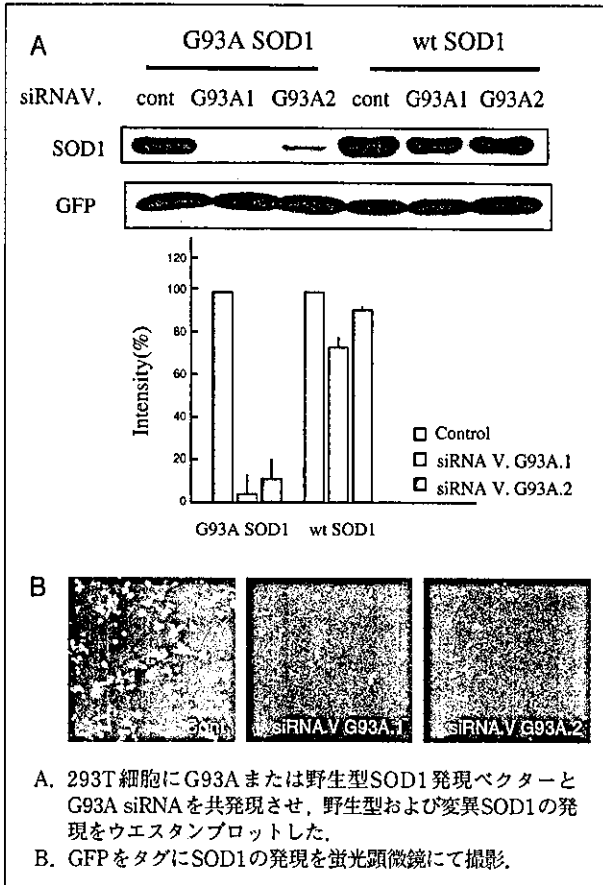 A
G93A SOD1 wt SOD1
siRNAV. cont G93A1 G93A2 cont G93A1 G93A2
SOD1
GFP
120
100
80
60
40
20
0
Intensity(%)
Control
siRNA V. G93A.1
siRNA V. G93A.2
G93A SOD1 wt SOD1
B
siRNA.V G93A.1
siRNA.V G93A.2
A. 293T細胞にG93Aまたは野生型SOD1発現ベクターと
G93A siRNAを共発現させ，野生型および変異SOD1の発
現をウエスタンブロットした．
B. GFPをタグにSOD1の発現を蛍光顕微鏡にて撮影．